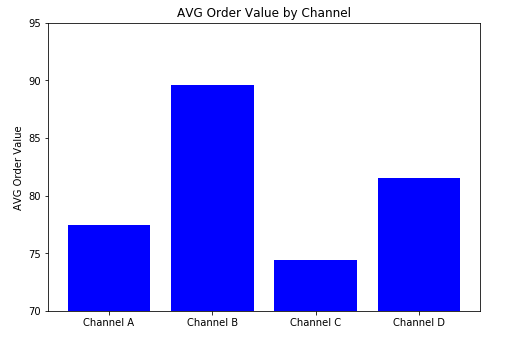 AVG Order Value by Channel
AVG Order Value
95
90
85
80
75
70
Channel A
Channel B
Channel C
Channel D